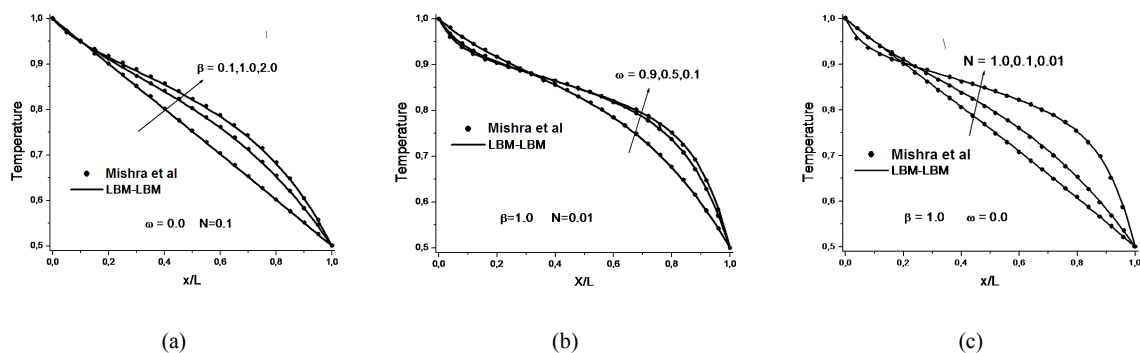 (a)
1,0
0,9
0,8
0,7
0,6
0,5
Temperature
β = 0.1,1.0,2.0
Mishra et al
LBM-LBM
ω = 0.0 N=0.1
0,0 0,2 0,4 0,6 0,8 1,0
x/L
(a)
(b)
1,0
0,9
0,8
0,7
0,6
0,5
Temperature
ω = 0.9,0.5,0.1
Mishra et al
LBM-LBM
β=1.0 N=0.01
0,0 0,2 0,4 0,6 0,8 1,0
X/L
(b)
(c)
1,0
0,9
0,8
0,7
0,6
0,5
Temperature
N = 1.0,0.1,0.01
Mishra et al
LBM-LBM
β = 1.0 ω = 0.0
0,0 0,2 0,4 0,6 0,8 1,0
x/L
(c)